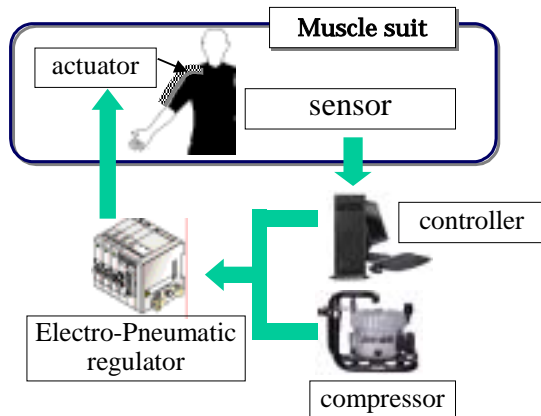 Muscle suit
actuator
sensor
controller
Electro-Pneumatic
regulator
compressor